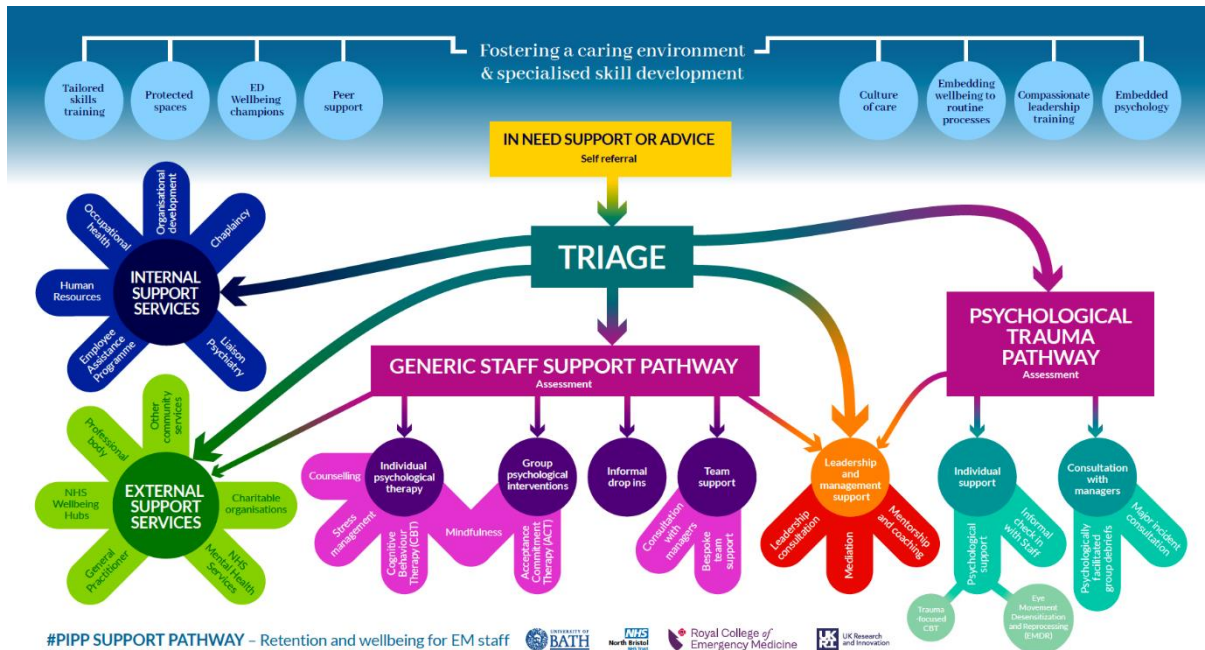 Fostering a caring environment
& specialised skill development
Tailored
skills
training
Protected
spaces
ED
Wellbeing
champions
Peer
support
Culture
of care
Embedding
wellbeing to
routine
processes
Compassionate
leadership
training
Embedded
psychology
IN NEED SUPPORT OR ADVICE
Self referral
TRIAGE
INTERNAL
SUPPORT
SERVICES
Organisational
development
Chaplaincy
Occupational
health
Human
Resources
Employee
Assistance
Programme
Liaison
Psychiatry
GENERIC STAFF SUPPORT PATHWAY
Assessment
PSYCHOLOGICAL
TRAUMA
PATHWAY
Assessment
EXTERNAL
SUPPORT
SERVICES
Other
community
services
Professional
body
NHS
Wellbeing
Hubs
General
Practitioner
NHS
Mental Health
Services
Charitable
organisations
Individual
psychological
therapy
Counselling
Stress
management
Cognitive
Behaviour
Therapy (CBT)
Mindfulness
Group
psychological
interventions
Acceptance
Commitment
Therapy (ACT)
Informal
drop ins
Team
support
Consultation
with
managers
Bespoke
team
support
Leadership
and
management
support
Leadership
consultation
Mediation
Mentorship
and coaching
Individual
support
Psychological
support
Informal
check in
with Staff
Trauma
-focused
CBT
Eye
Movement
Desensitization
and Reprocessing
(EMDR)
Consultation
with
managers
Psychologically
facilitated
group debriefs
Major incident
consultation
#PIPP SUPPORT PATHWAY – Retention and wellbeing for EM staff
UNIVERSITY OF
BATH
NHS
North Bristol
NHS Trust
Royal College of
Emergency Medicine
UK
RI
UK Research
and Innovation